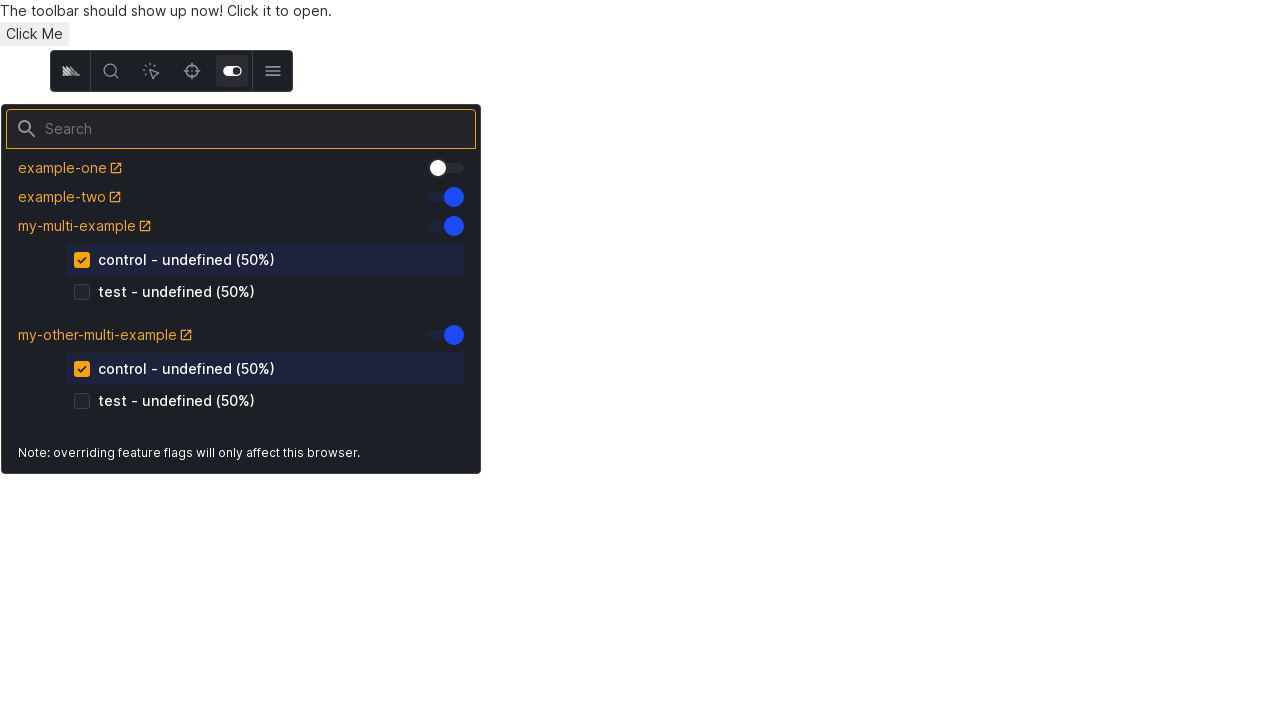 The toolbar should show up now! Click it to open.
Click Me
Search
example-one
example-two
my-multi-example
control - undefined (50%)
test - undefined (50%)
my-other-multi-example
control - undefined (50%)
test - undefined (50%)
Note: overriding feature flags will only affect this browser.